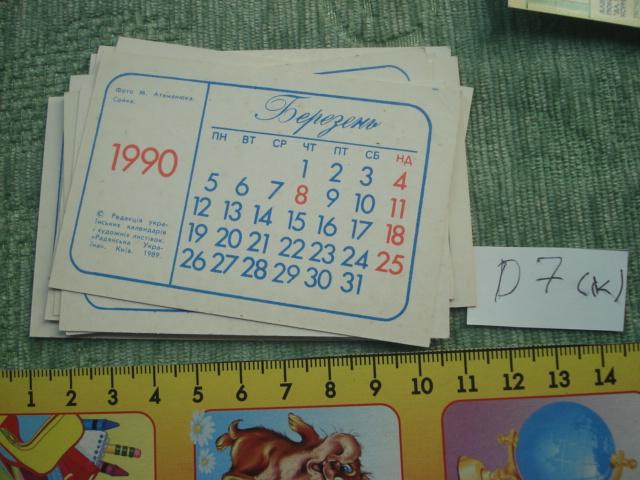 Фото М. Атаманюка.
Сойка.
1990
© Редакція укра-
їнських календарів
і художніх листівок
«Радянська Укра-
їна». Київ. 1989.
Березень
ПН ВТ СР ЧТ ПТ СБ НД
1 2 3 4
5 6 7 8 9 10 11
12 13 14 15 16 17 18
19 20 21 22 23 24 25
26 27 28 29 30 31
D 7 (к)
1 2 3 4 5 6 7 8 9 10 11 12 13 14